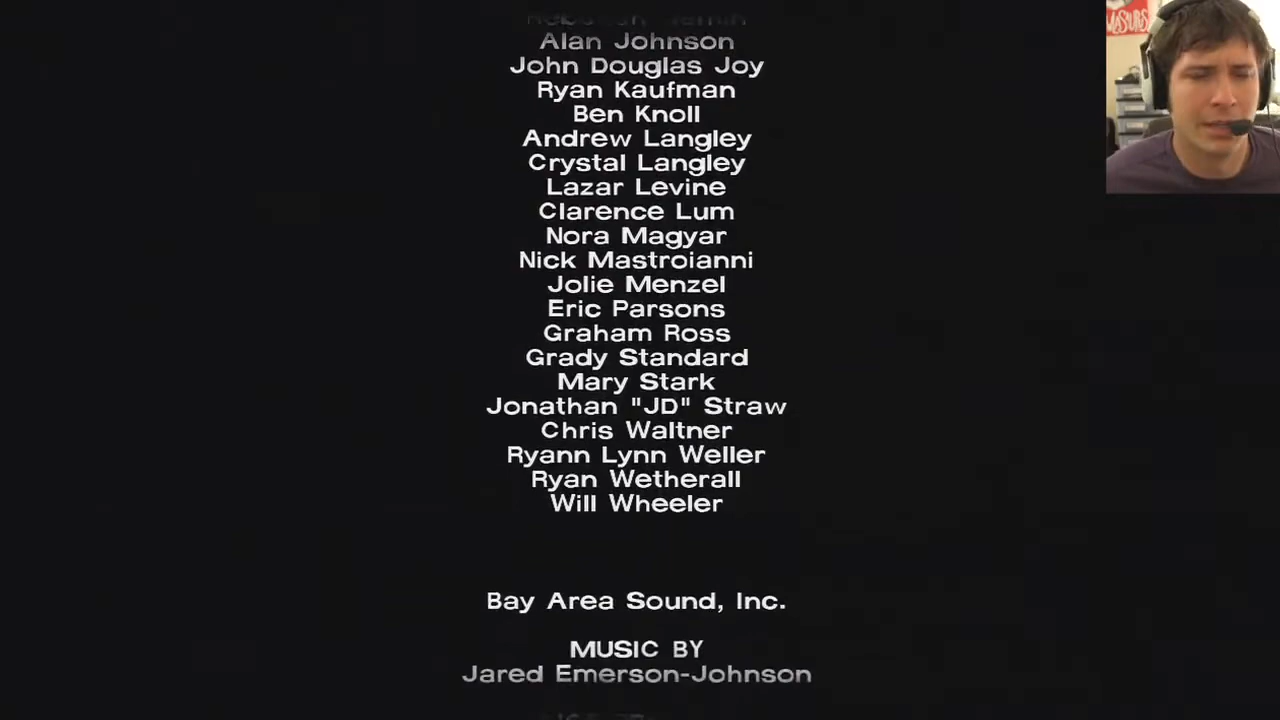 Alan Johnson
John Douglas Joy
Ryan Kaufman
Ben Knoll
Andrew Langley
Crystal Langley
Lazar Levine
Clarence Lum
Nora Magyar
Nick Mastroianni
Jolie Menzel
Eric Parsons
Graham Ross
Grady Standard
Mary Stark
Jonathan "JD" Straw
Chris Waltner
Ryann Lynn Weller
Ryan Wetherall
Will Wheeler
Bay Area Sound, Inc.
MUSIC BY
Jared Emerson-Johnson